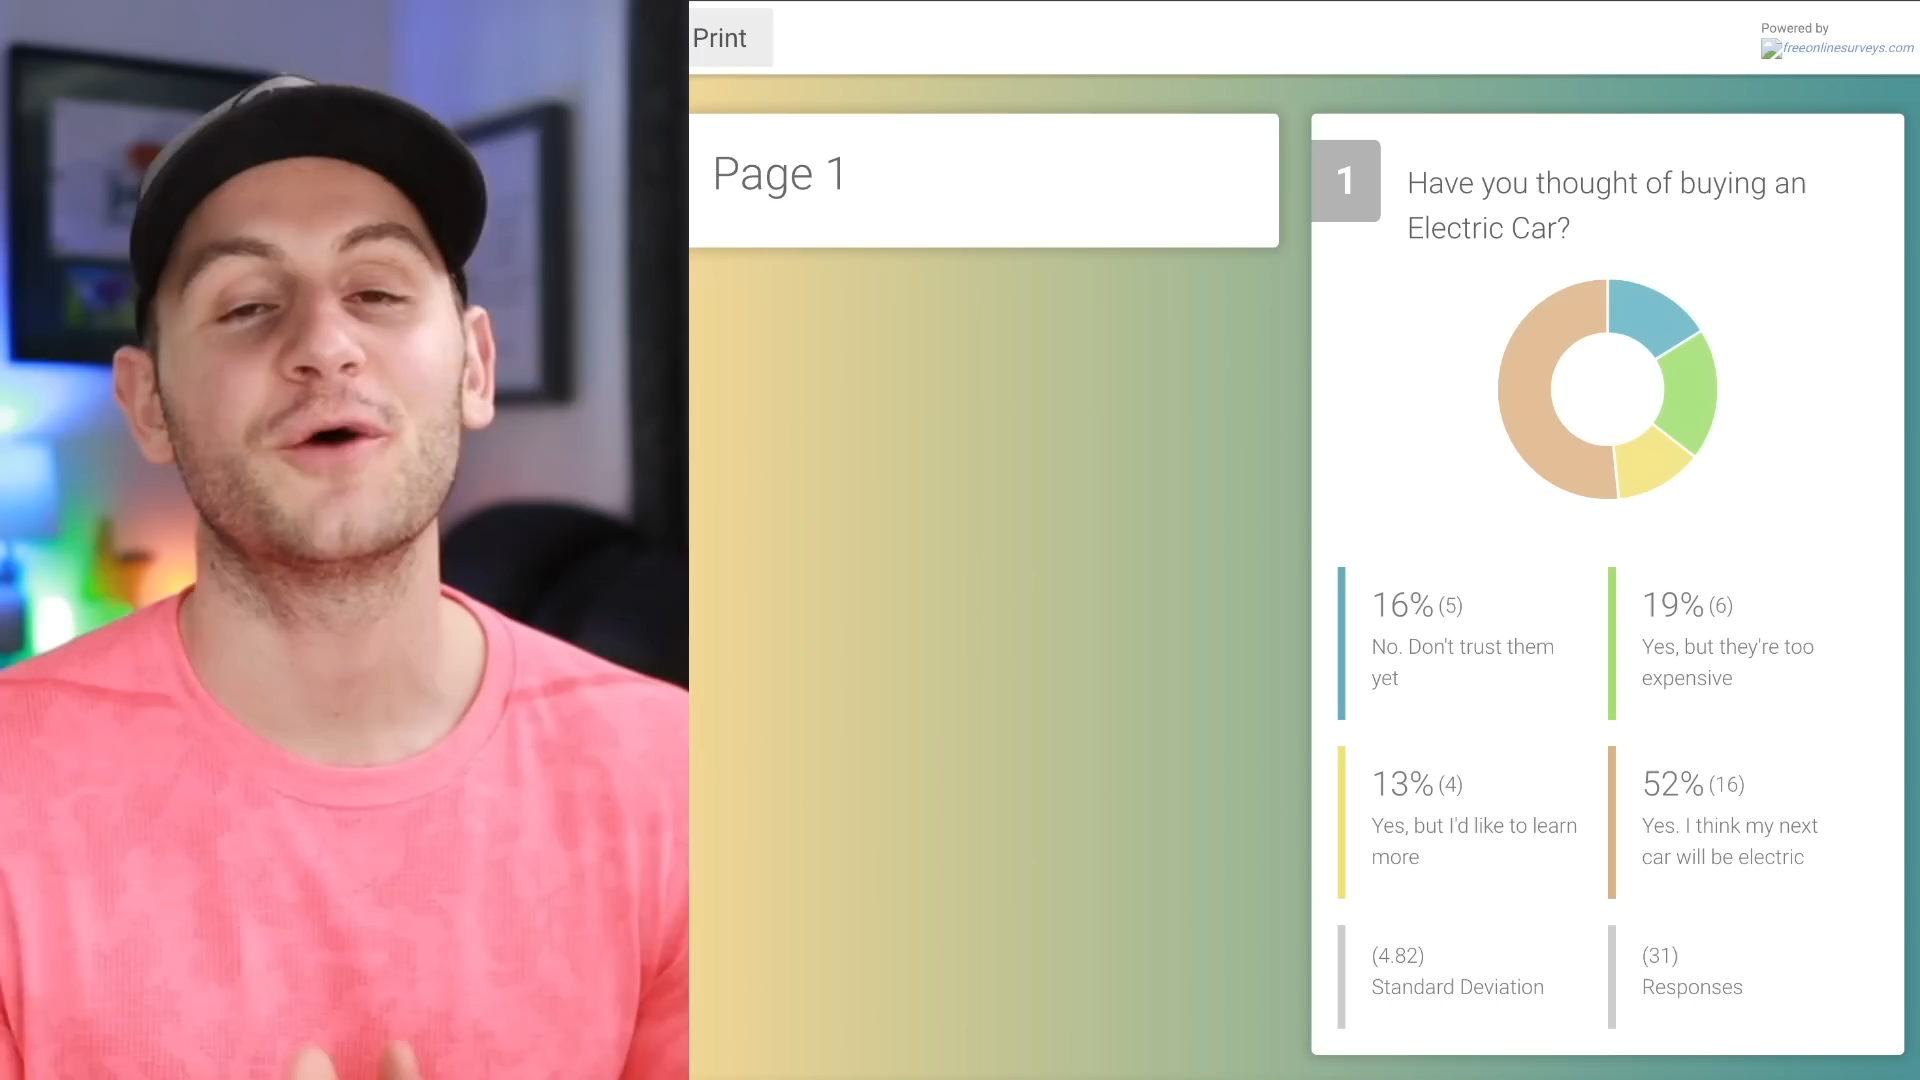 Print
Powered by
freeonlinesurveys.com
Page 1
1
Have you thought of buying an
Electric Car?
16% (5)
No. Don't trust them
yet
19% (6)
Yes, but they're too
expensive
13% (4)
Yes, but I'd like to learn
more
52% (16)
Yes. I think my next
car will be electric
(4.82)
Standard Deviation
(31)
Responses